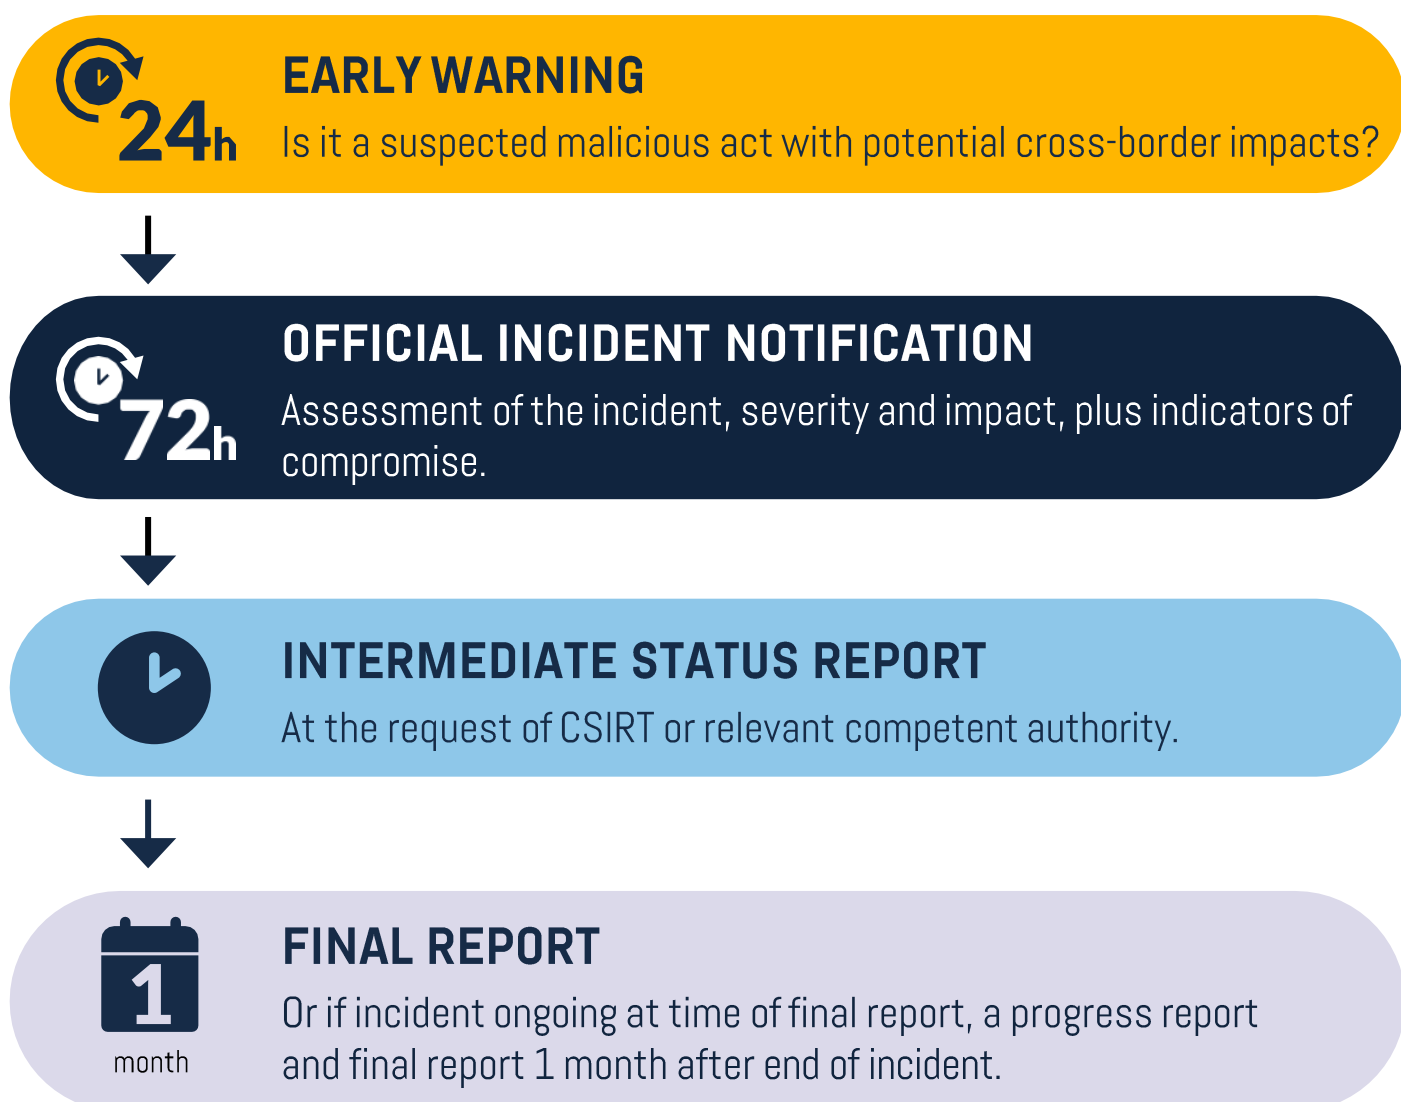 24h
EARLY WARNING
Is it a suspected malicious act with potential cross-border impacts?
72h
OFFICIAL INCIDENT NOTIFICATION
Assessment of the incident, severity and impact, plus indicators of
compromise.
INTERMEDIATE STATUS REPORT
At the request of CSIRT or relevant competent authority.
1
month
FINAL REPORT
Or if incident ongoing at time of final report, a progress report
and final report 1 month after end of incident.